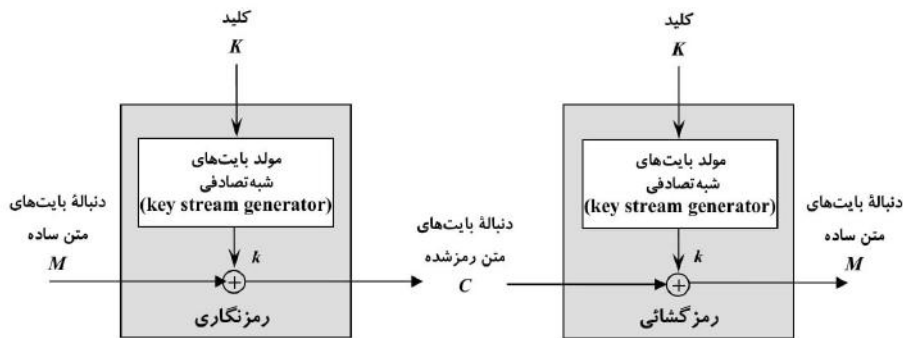 کلید
K
مولد بایت‌های
شبه‌تصادفی
(key stream generator)
دنبالهٔ بایت‌های
متن ساده
M
k
+
رمزنگاری
دنبالهٔ بایت‌های
متن رمزشده
C
کلید
K
مولد بایت‌های
شبه‌تصادفی
(key stream generator)
k
+
رمزگشائی
دنبالهٔ بایت‌های
متن ساده
M